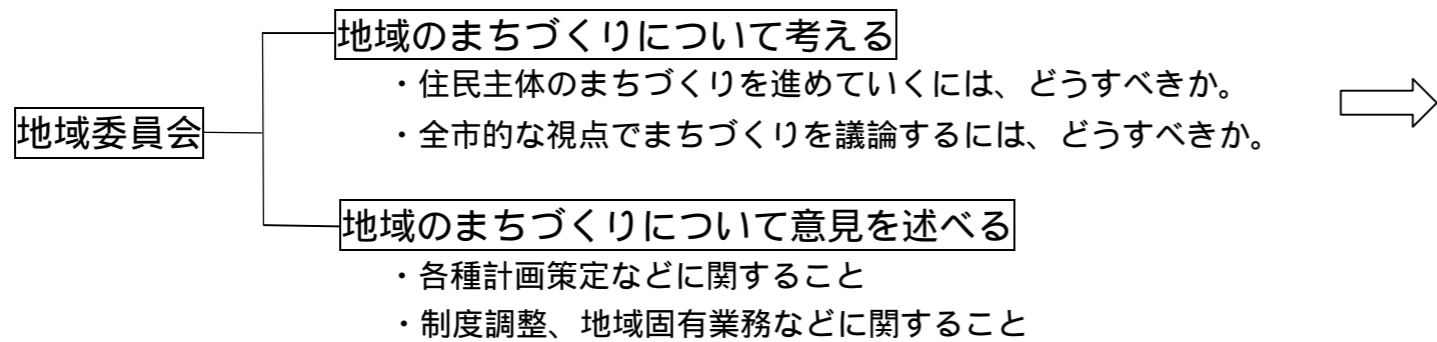 地域のまちづくりについて考える
・住民主体のまちづくりを進めていくには、どうすべきか。
・全市的な視点でまちづくりを議論するには、どうすべきか。
地域委員会
地域のまちづくりについて意見を述べる
・各種計画策定などに関すること
・制度調整、地域固有業務などに関すること